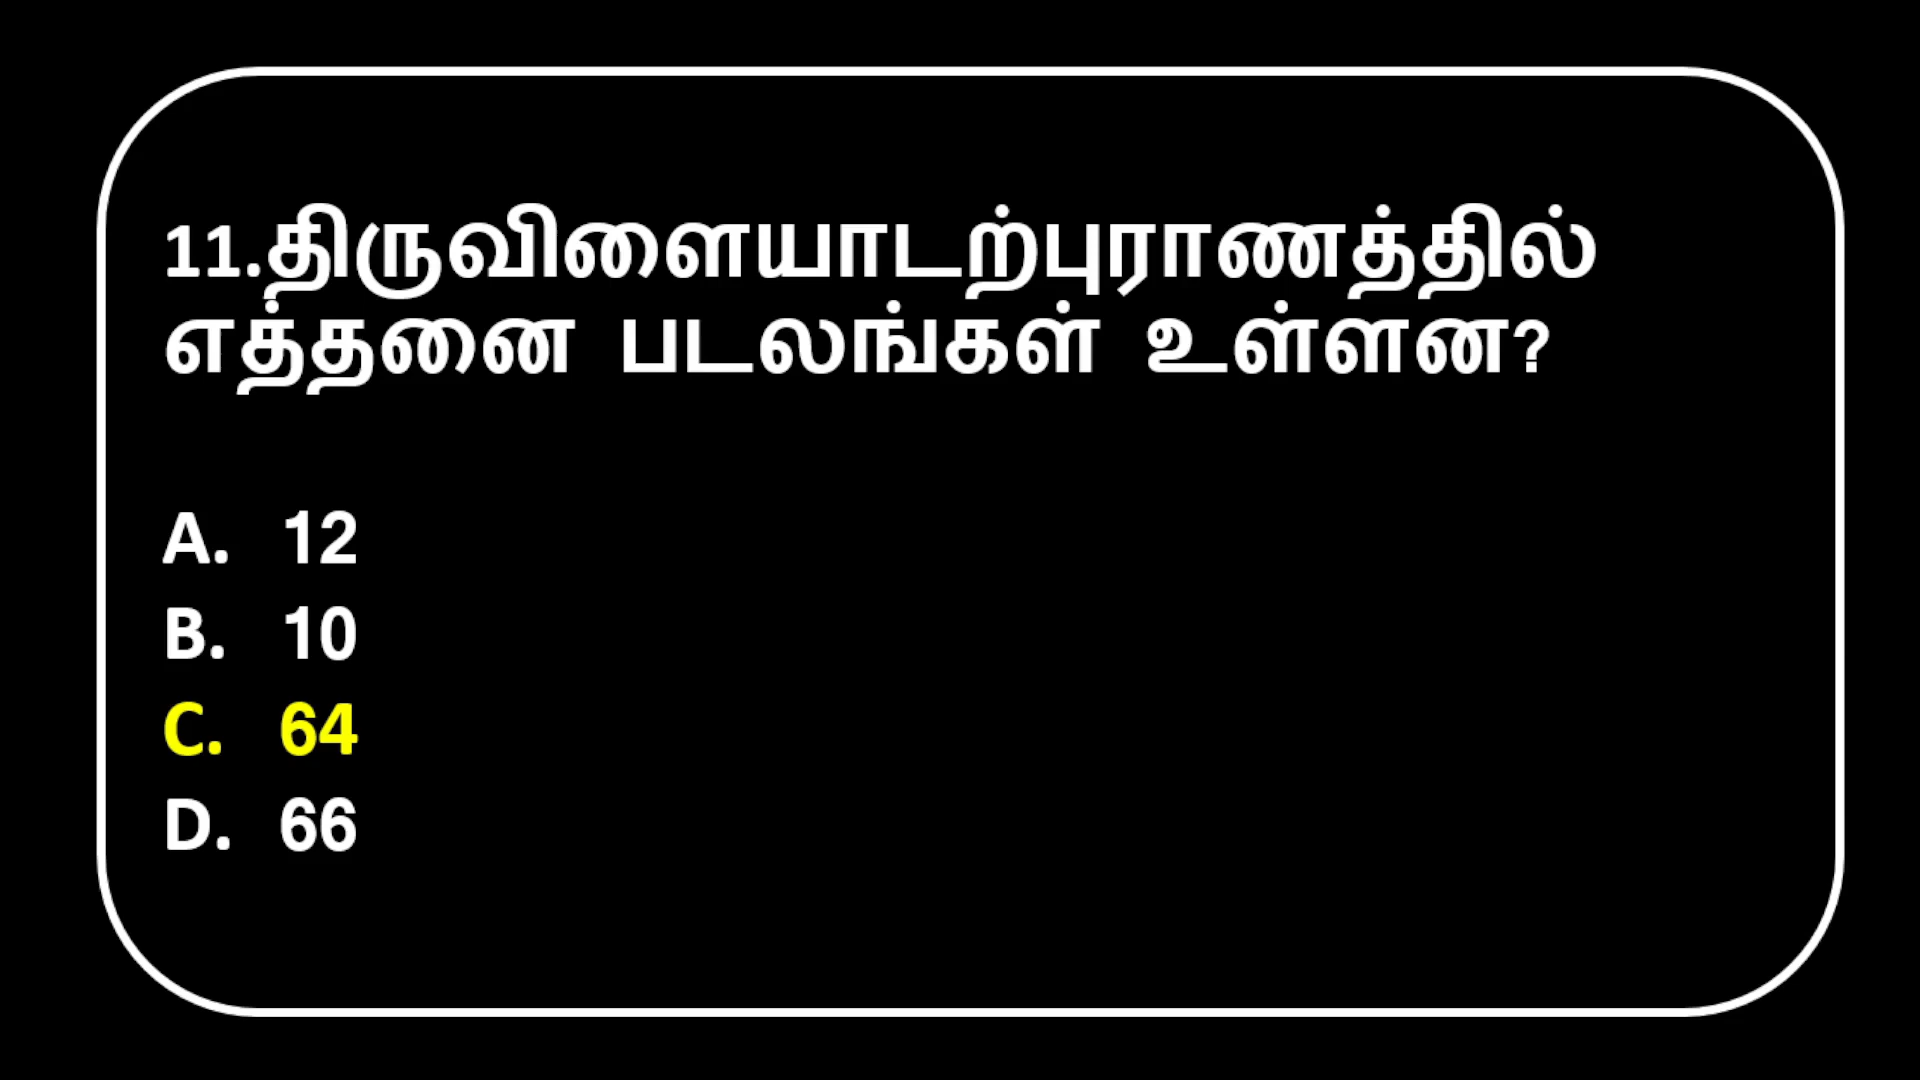 11.திருவிளையாடற்புராணத்தில்
எத்தனை படலங்கள் உள்ளன?
A. 12
B. 10
C. 64
D. 66